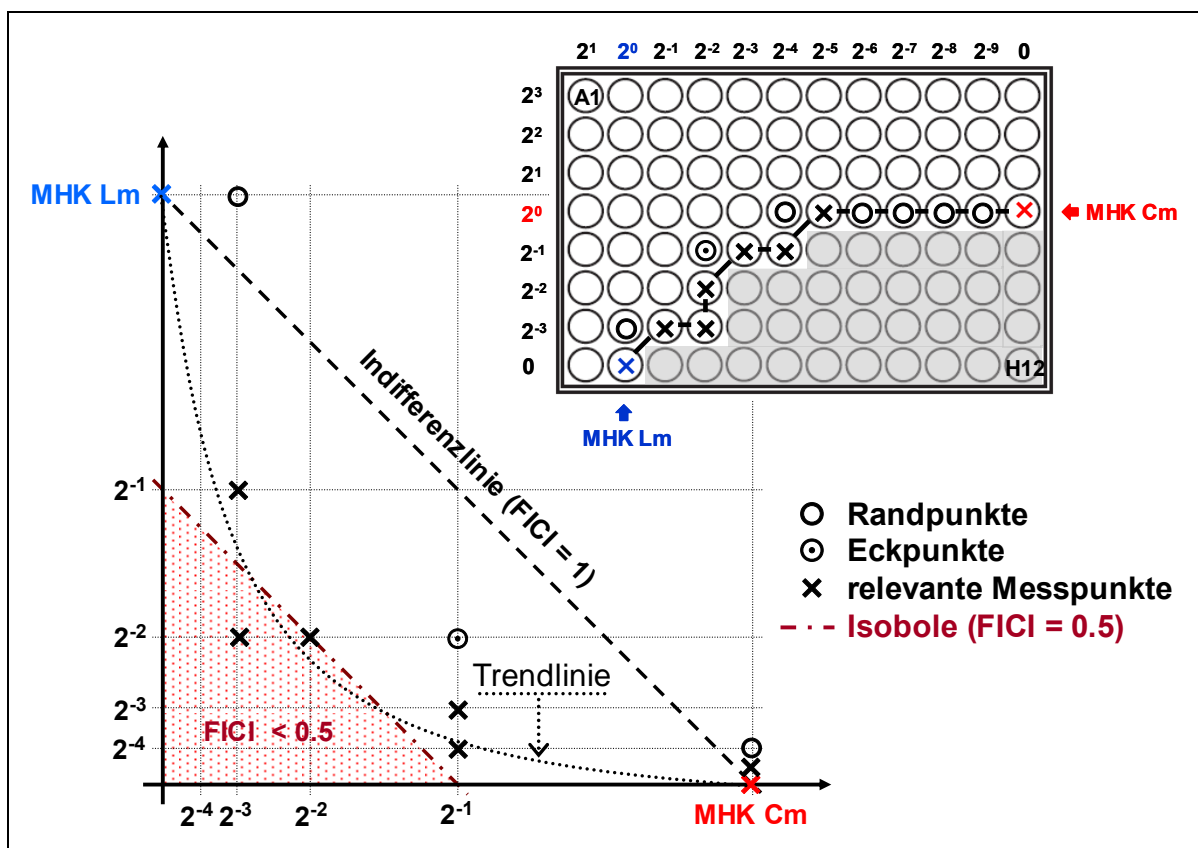 2¹ 2⁰ 2⁻¹ 2⁻² 2⁻³ 2⁻⁴ 2⁻⁵ 2⁻⁶ 2⁻⁷ 2⁻⁸ 2⁻⁹ 0
2³
A1
2²
2¹
2⁰
MHK Cm
2⁻¹
2⁻²
2⁻³
0
H12
MHK Lm
MHK Lm
Indifferenzlinie (FICI = 1)
2⁻¹
2⁻²
2⁻³
2⁻⁴
Trendlinie
FICI < 0.5
2⁻⁴ 2⁻³ 2⁻² 2⁻¹
MHK Cm
Randpunkte
Eckpunkte
relevante Messpunkte
Isobole (FICI = 0.5)